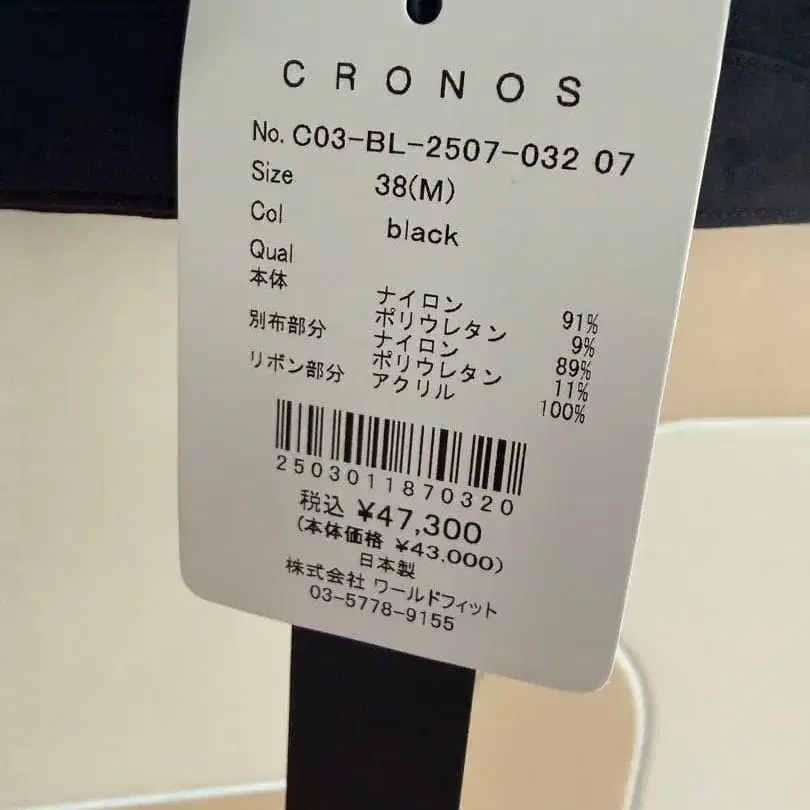 CRONOS
No. C03-BL-2507-032 07
Size 38(M)
Col black
Qual
本体 ナイロン 91%
ポリウレタン 9%
別布部分 ナイロン 89%
ポリウレタン 11%
リボン部分 アクリル 100%
2503011870320
税込 ¥47,300
(本体価格 ¥43.000)
日本製
株式会社 ワールドフィット
03-5778-9155